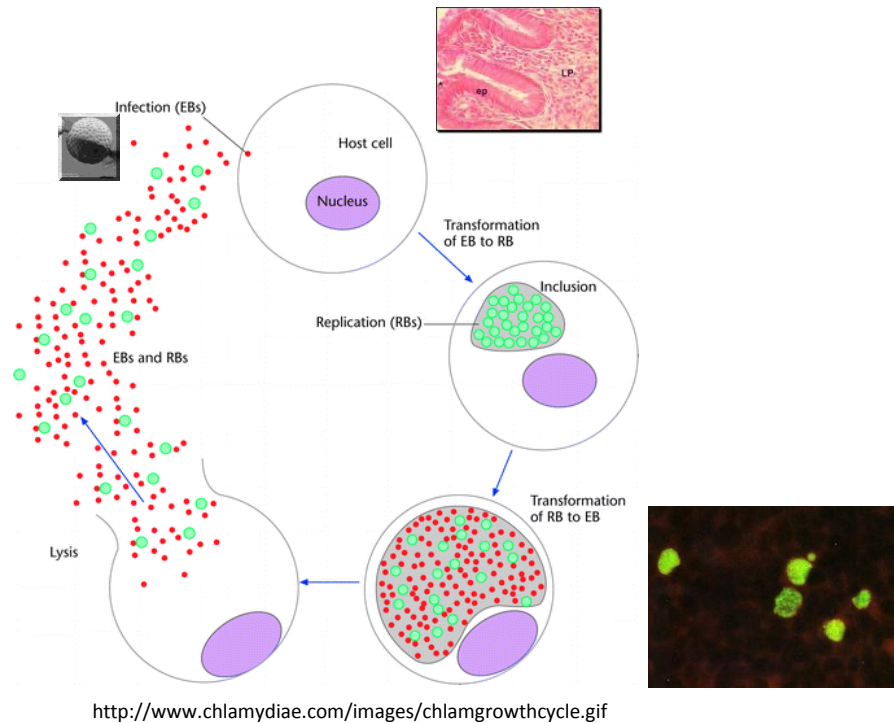 Infection (EBs)
Host cell
Nucleus
LP
ep
Transformation
of EB to RB
Inclusion
Replication (RBs)
EBs and RBs
Transformation
of RB to EB
Lysis
http://www.chlamydiae.com/images/chlamgrowthcycle.gif